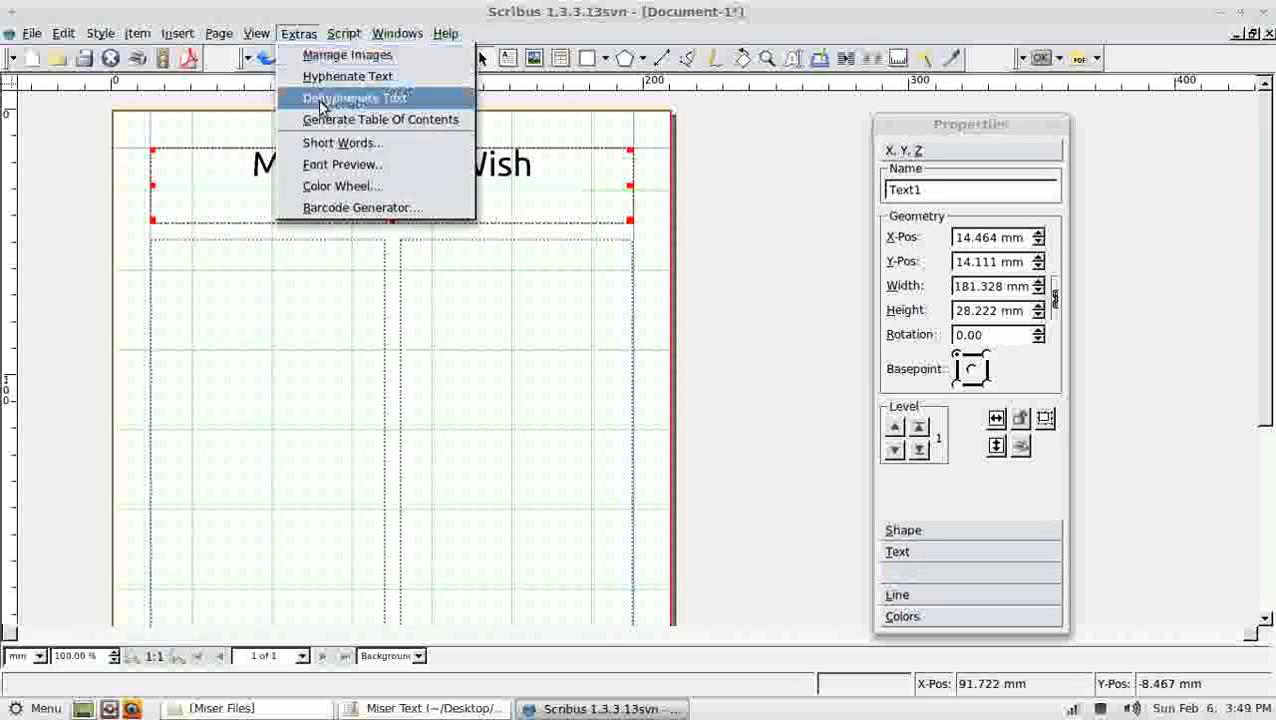 Scribus 1.3.3.13svn - [Document-1*]
File Edit Style Item Insert Page View Extras Script Windows Help
Manage Images
Hyphenate Text
Dehyphenate Text
Generate Table Of Contents
Short Words...
Font Preview...
Color Wheel...
Barcode Generator...
0 200 300 400
0
100
M Wish
Properties
X, Y, Z
Name
Text1
Geometry
X-Pos: 14.464 mm
Y-Pos: 14.111 mm
Width: 181.328 mm
Height: 28.222 mm
Rotation: 0.00
Basepoint:
Level
1
Shape
Text
Line
Colors
mm 100.00 % 1:1 1 of 1 Background
X-Pos: 91.722 mm Y-Pos: -8.467 mm
Menu [Miser Files] Miser Text (~/Desktop/... Scribus 1.3.3.13svn - [... Sun Feb 6, 3:49 PM
PDF OK